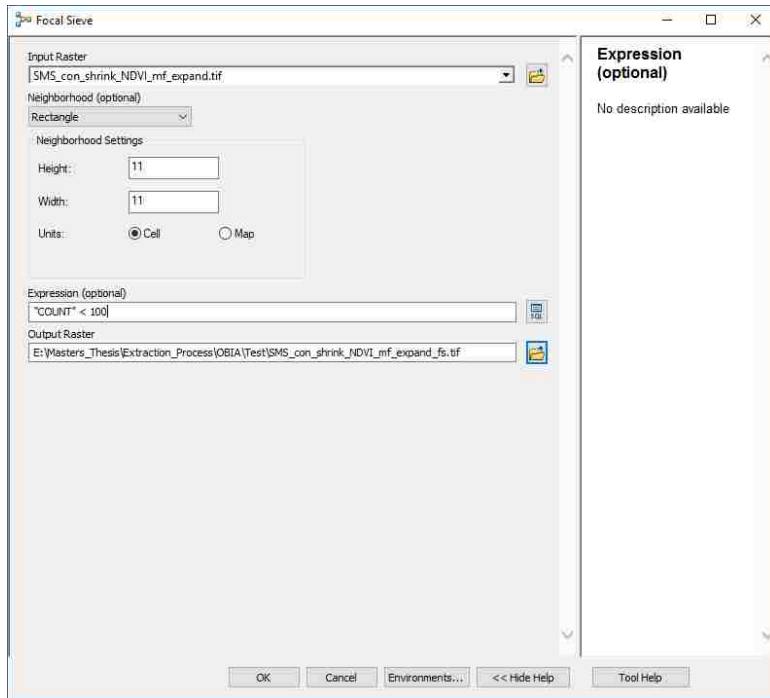 Focal Sieve
Input Raster
SMS_con_shrink_NDVI_mf_expand.tif
Neighborhood (optional)
Rectangle
Neighborhood Settings
Height: 11
Width: 11
Units: Cell Map
Expression (optional)
"COUNT" < 100
SQL
Output Raster
E:\Masters_Thesis\Extraction_Process\OBIA\Test\SMS_con_shrink_NDVI_mf_expand_fs.tif
Expression
(optional)
No description available
OK Cancel Environments... << Hide Help Tool Help